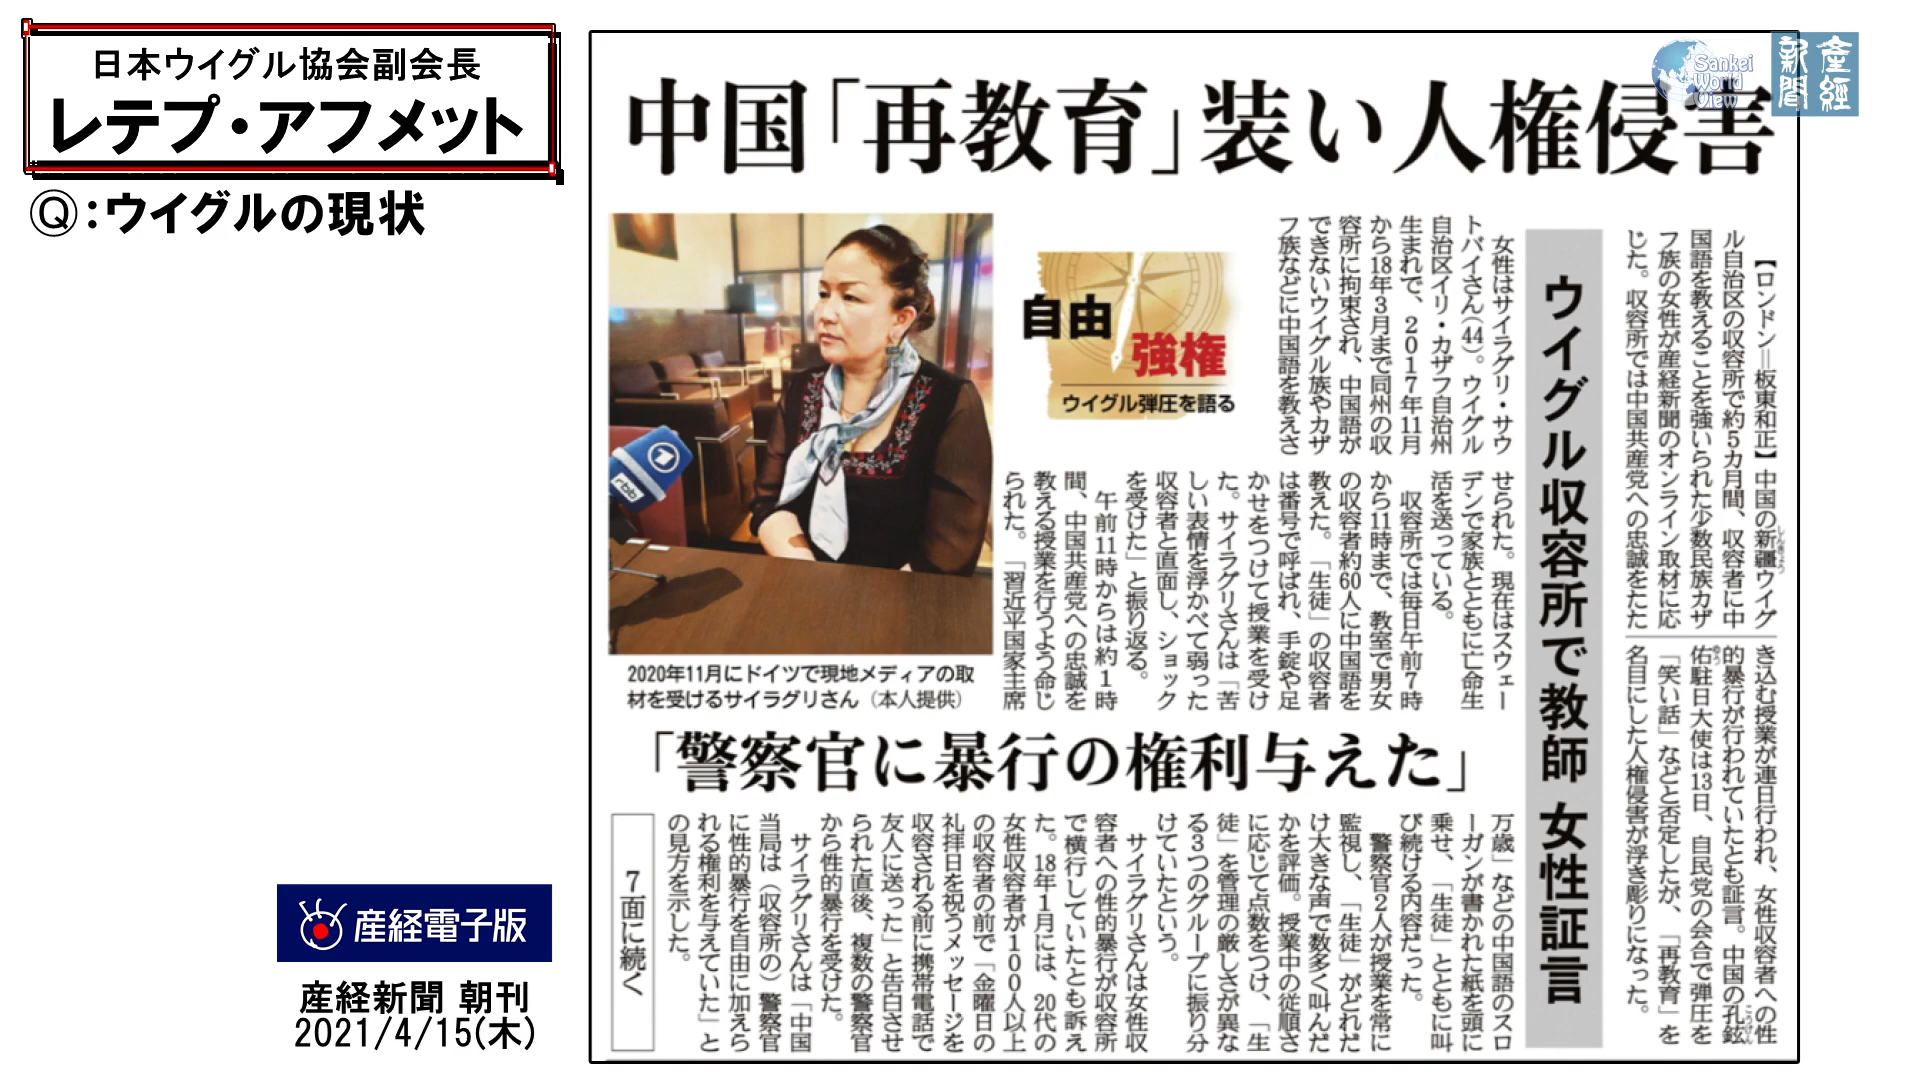 日本ウイグル協会副会長
レテプ・アフメット
Ⓠ:ウイグルの現状
Sankei
World
View
産経
新聞
中国「再教育」装い人権侵害
ウイグル収容所で教師 女性証言
【ロンドン=板東和正】中国の新疆ウイグ
しんきょう
ル自治区の収容所で約5カ月間、収容者に中
国語を教えることを強いられた少数民族カザ
フ族の女性が産経新聞のオンライン取材に応
じた。収容所では中国共産党への忠誠をたた
き込む授業が連日行われ、女性収容者への性
的暴行が行われていたとも証言。中国の孔鉉
こうげん
佑駐日大使は13日、自民党の会合で弾圧を
ゆう
「笑い話」などと否定したが、「再教育」を
名目にした人権侵害が浮き彫りになった。
女性はサイラグリ・サウ
トバイさん(44)。ウイグル
自治区イリ・カザフ自治州
生まれで、2017年11月
から18年3月まで同州の収
容所に拘束され、中国語が
できないウイグル族やカザ
フ族などに中国語を教えさ
自由
強権
ウイグル弾圧を語る
せられた。現在はスウェー
デンで家族とともに亡命生
活を送っている。
収容所では毎日午前7時
から11時まで、教室で男女
の収容者約60人に中国語を
教えた。「生徒」の収容者
は番号で呼ばれ、手錠や足
かせをつけて授業を受け
た。サイラグリさんは「苦
しい表情を浮かべて弱った
収容者と直面し、ショック
を受けた」と振り返る。
午前11時からは約1時
間、中国共産党への忠誠を
教える授業を行うよう命じ
られた。「習近平国家主席
1
rbb
2020年11月にドイツで現地メディアの取
材を受けるサイラグリさん(本人提供)
「警察官に暴行の権利与えた」
万歳」などの中国語のスロ
ーガンが書かれた紙を頭に
乗せ、「生徒」とともに叫
び続ける内容だった。
警察官2人が授業を常に
監視し、「生徒」がどれだ
け大きな声で数多く叫んだ
かを評価。授業中の従順さ
に応じて点数をつけ、「生
徒」を管理の厳しさが異な
る3つのグループに振り分
けていたという。
サイラグリさんは女性収
容者への性的暴行が収容所
で横行していたとも訴え
た。18年1月には、20代の
女性収容者が100人以上
の収容者の前で「金曜日の
礼拝日を祝うメッセージを
収容される前に携帯電話で
友人に送った」と告白させ
られた直後、複数の警察官
から性的暴行を受けた。
サイラグリさんは「中国
当局は(収容所の)警察官
に性的暴行を自由に加えら
れる権利を与えていた」と
の見方を示した。
7面に続く
産経電子版
産経新聞 朝刊
2021/4/15(木)